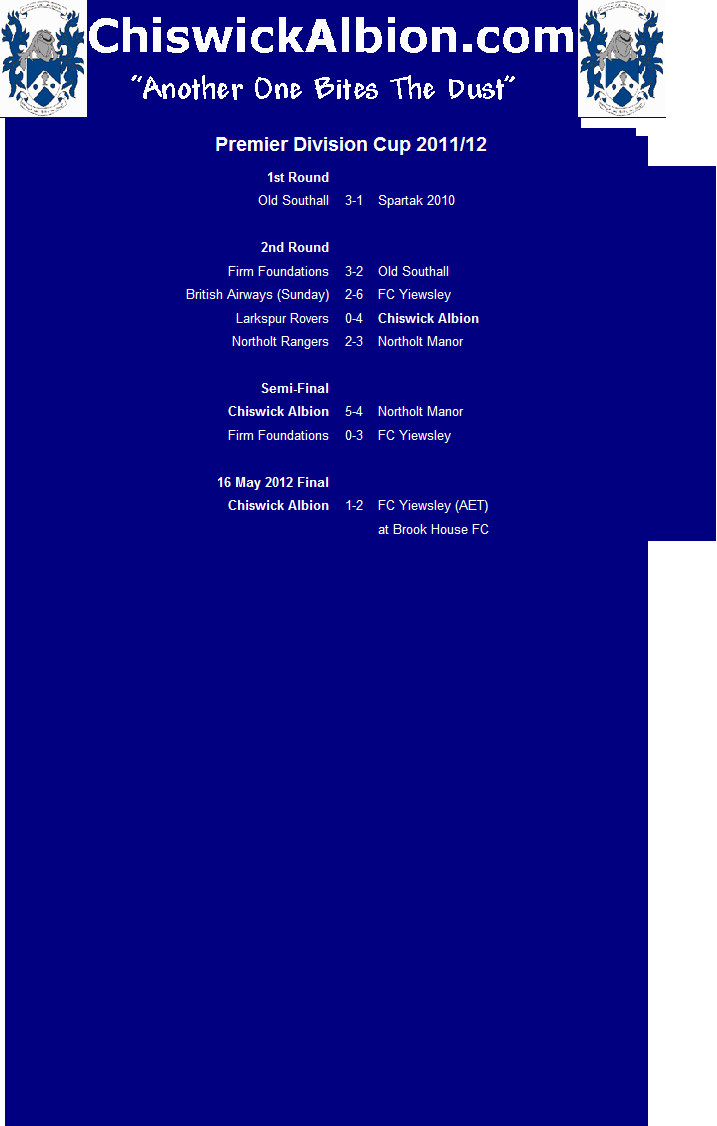 ChiswickAlbion.com
"Another One Bites The Dust"
Premier Division Cup 2011/12
1st Round
Old Southall 3-1 Spartak 2010
2nd Round
Firm Foundations 3-2 Old Southall
British Airways (Sunday) 2-6 FC Yiewsley
Larkspur Rovers 0-4 Chiswick Albion
Northolt Rangers 2-3 Northolt Manor
Semi-Final
Chiswick Albion 5-4 Northolt Manor
Firm Foundations 0-3 FC Yiewsley
16 May 2012 Final
Chiswick Albion 1-2 FC Yiewsley (AET)
at Brook House FC